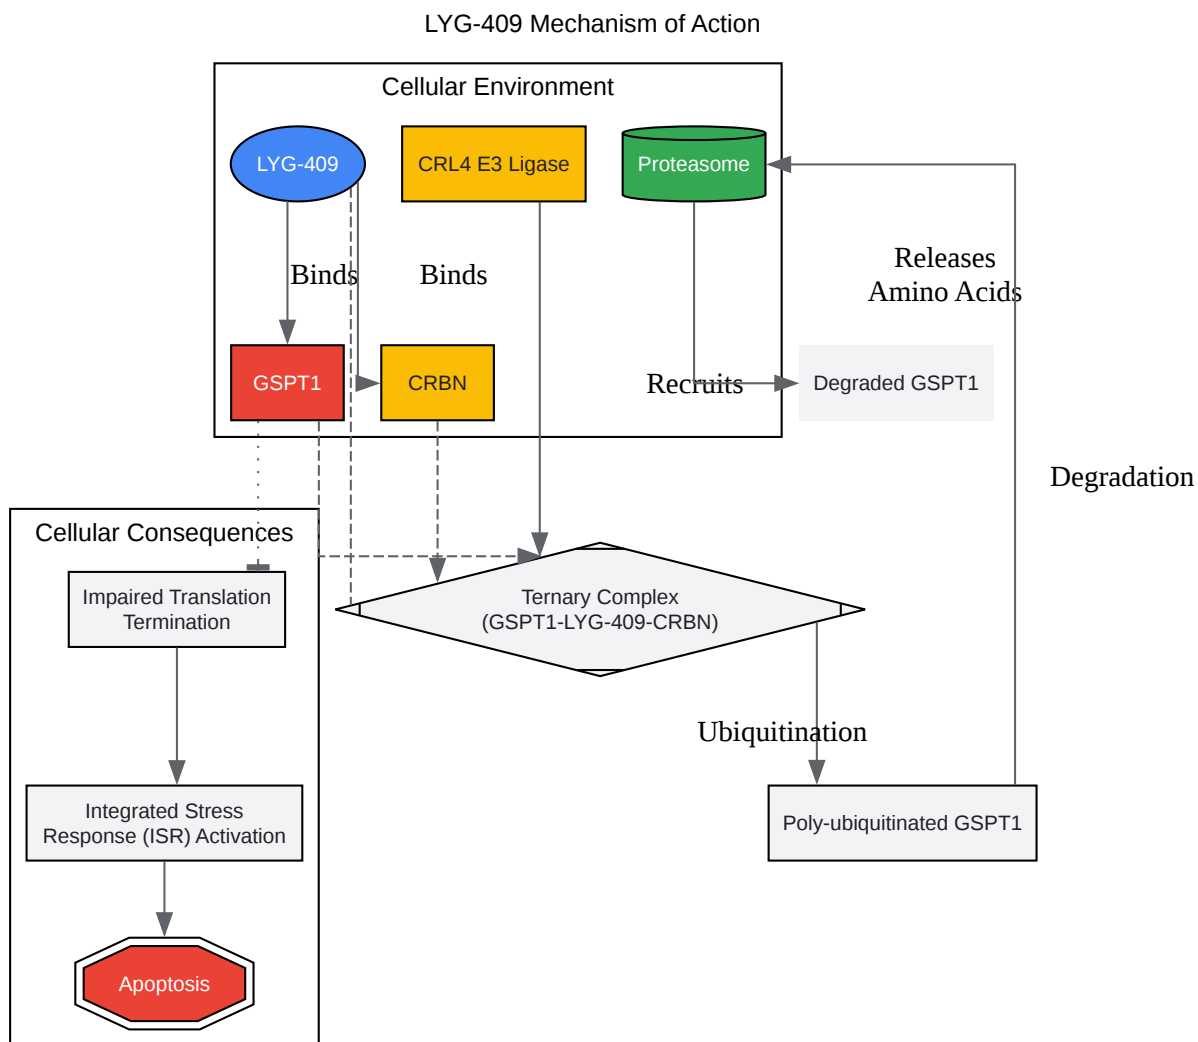 LYG-409 Mechanism of Action
Cellular Environment
LYG-409
CRL4 E3 Ligase
Proteasome
Binds
Binds
Releases
Amino Acids
GSPT1
CRBN
Recruits
Degraded GSPT1
Degradation
Cellular Consequences
Impaired Translation
Termination
Ternary Complex
(GSPT1-LYG-409-CRBN)
Ubiquitination
Integrated Stress
Response (ISR) Activation
Poly-ubiquitinated GSPT1
Apoptosis